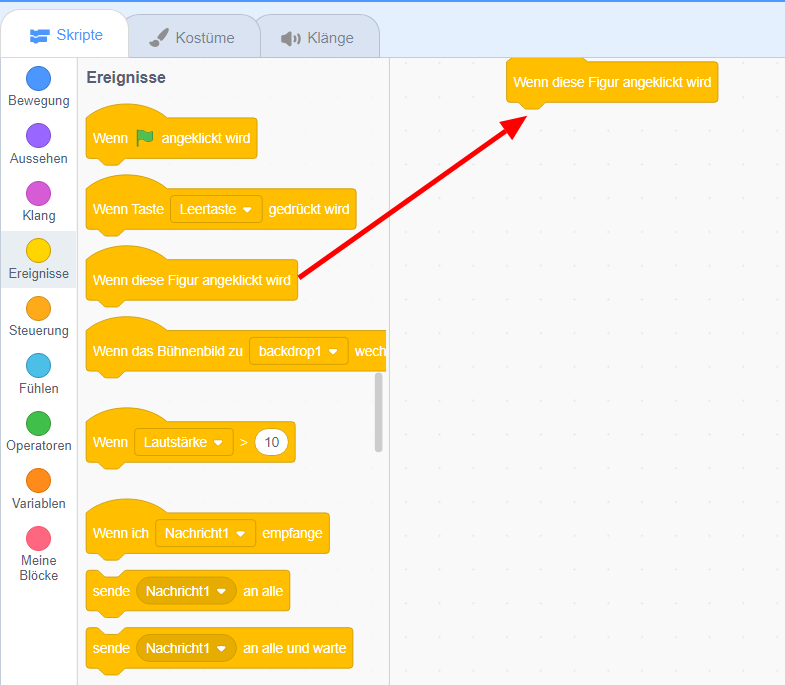 Skripte
Kostüme
Klänge
Bewegung
Aussehen
Klang
Ereignisse
Steuerung
Fühlen
Operatoren
Variablen
Meine
Blöcke
Ereignisse
Wenn angeklickt wird
Wenn Taste Leertaste gedrückt wird
Wenn diese Figur angeklickt wird
Wenn das Bühnenbild zu backdrop1 wech
Wenn Lautstärke > 10
Wenn ich Nachricht1 empfange
sende Nachricht1 an alle
sende Nachricht1 an alle und warte
Wenn diese Figur angeklickt wird